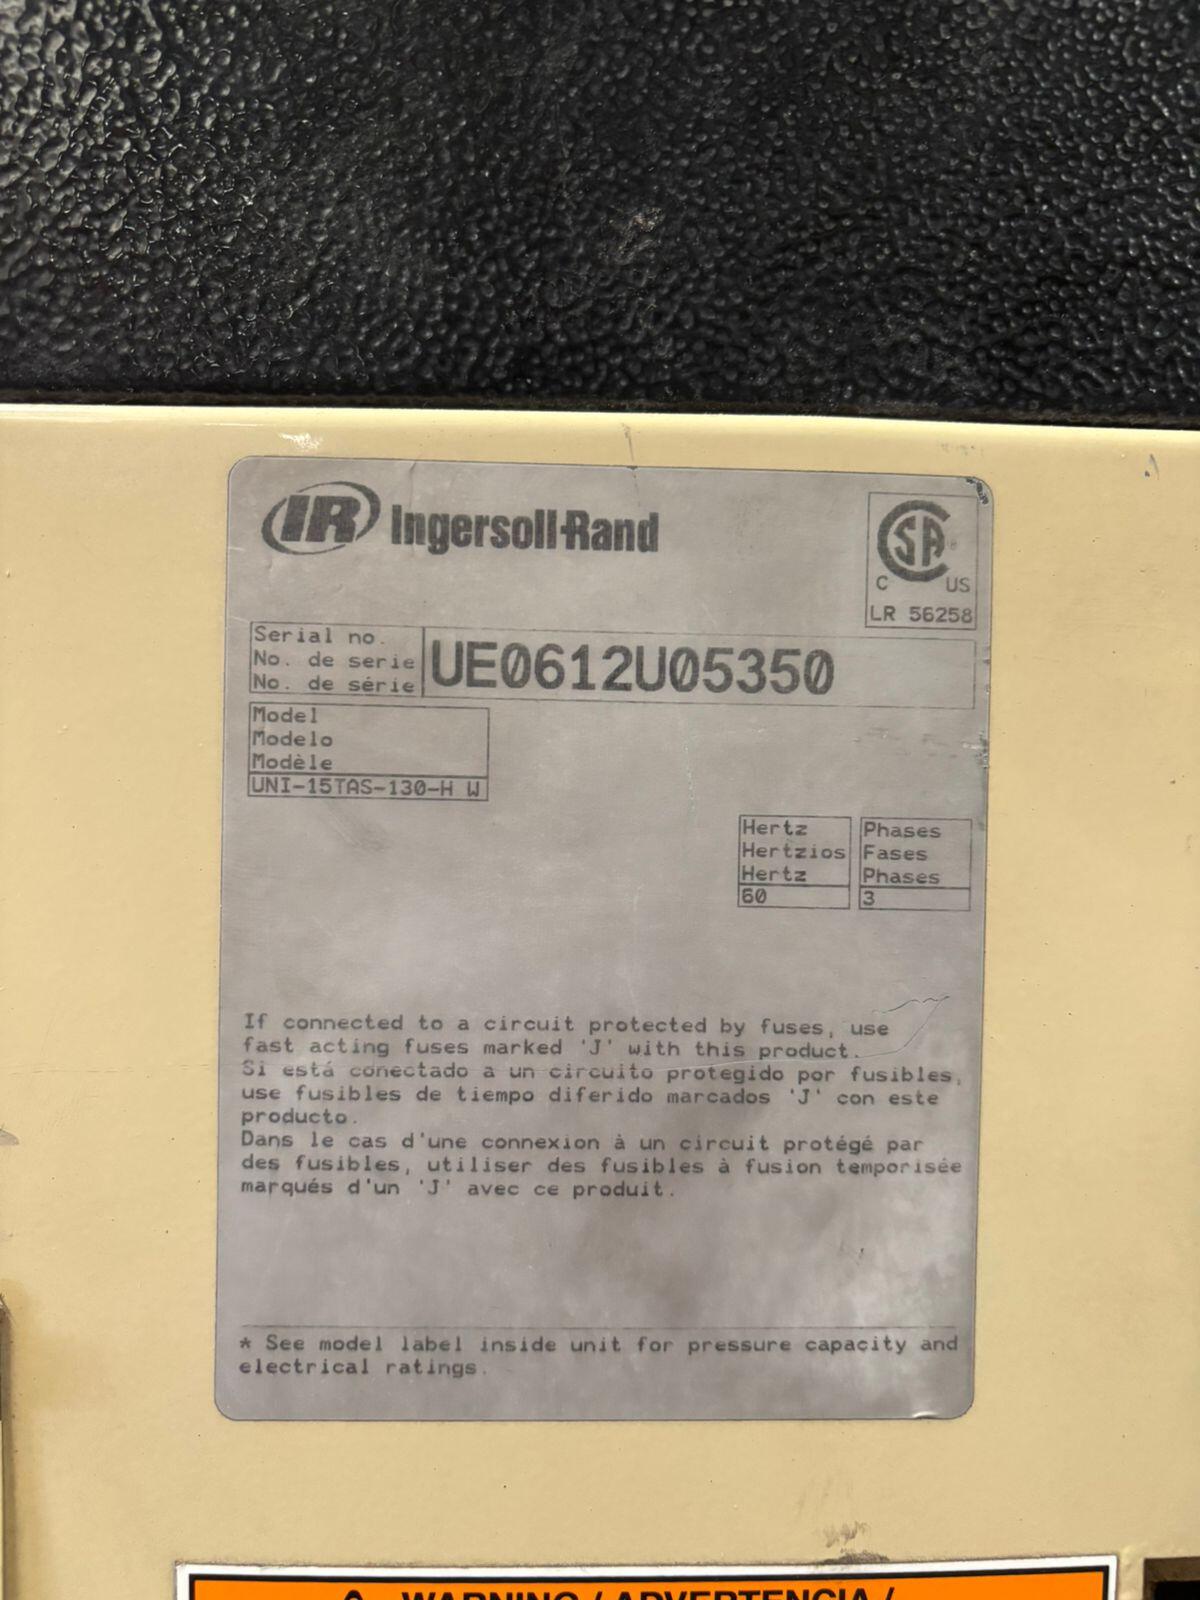 IR Ingersoll-Rand
CSA
®
C US
LR 56258
Serial no.
No. de serie
No. de série
UE0612U05350
Model
Modelo
Modèle
UNI-15TAS-130-H W
Hertz
Hertzios
Hertz
60
Phases
Fases
Phases
3
If connected to a circuit protected by fuses, use
fast acting fuses marked 'J' with this product.
Si está conectado a un circuito protegido por fusibles,
use fusibles de tiempo diferido marcados 'J' con este
producto.
Dans le cas d'une connexion à un circuit protégé par
des fusibles, utiliser des fusibles à fusion temporisée
marqués d'un 'J' avec ce produit.
* See model label inside unit for pressure capacity and
electrical ratings.
WARNING / ADVERTENCIA /